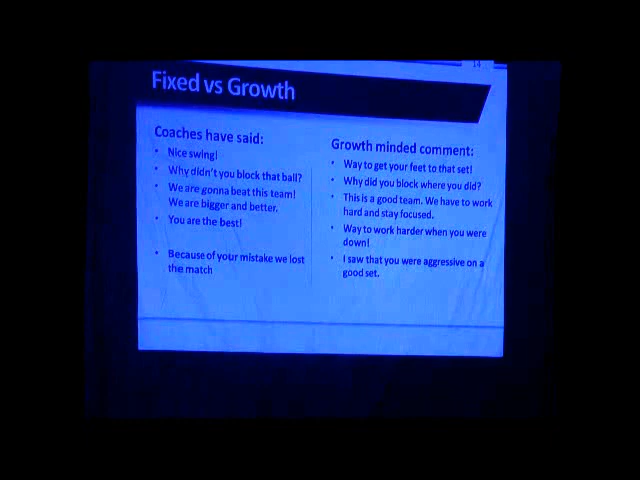 14
Fixed vs Growth
Coaches have said:
• Nice swing!
• Why didn't you block that ball?
• We are gonna beat this team!
We are bigger and better.
• You are the best!
• Because of your mistake we lost
the match
Growth minded comment:
• Way to get your feet to that set!
• Why did you block where you did?
• This is a good team. We have to work
hard and stay focused.
• Way to work harder when you were
down!
• I saw that you were aggressive on a
good set.